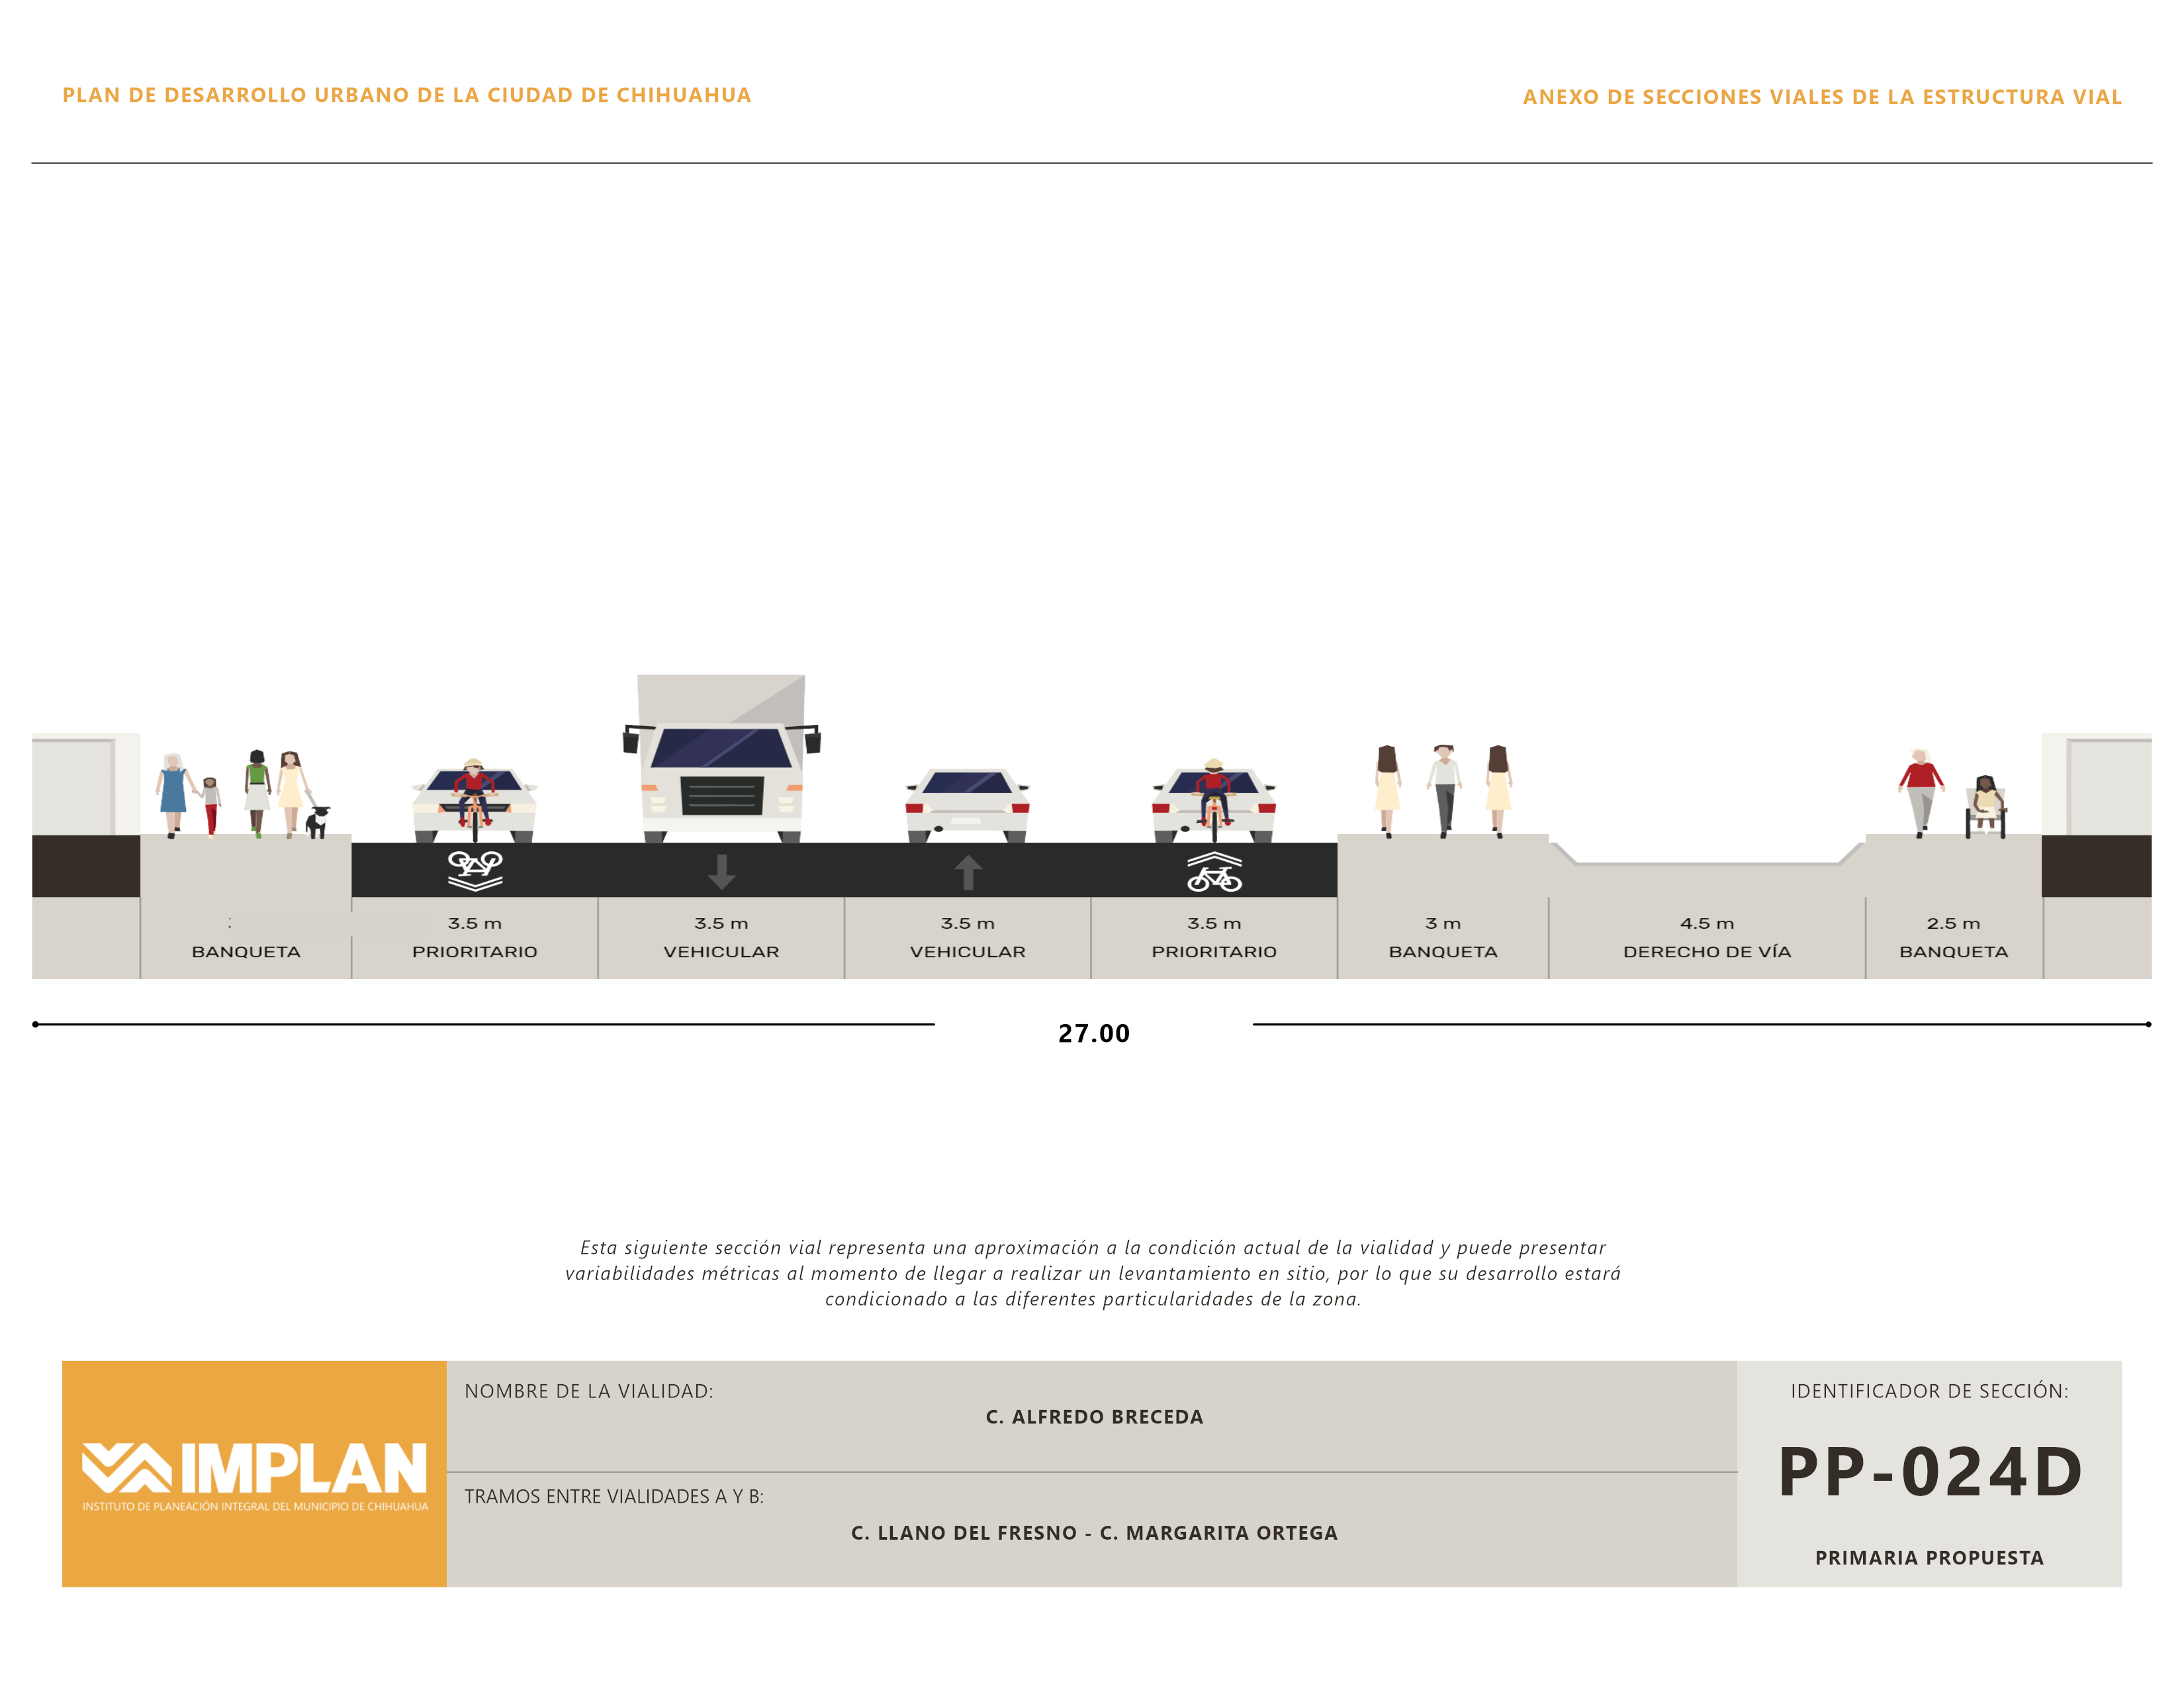 PLAN DE DESARROLLO URBANO DE LA CIUDAD DE CHIHUAHUA
ANEXO DE SECCIONES VIALES DE LA ESTRUCTURA VIAL
BANQUETA
3.5 m
PRIORITARIO
3.5 m
VEHICULAR
3.5 m
VEHICULAR
3.5 m
PRIORITARIO
3 m
BANQUETA
4.5 m
DERECHO DE VÍA
2.5 m
BANQUETA
27.00
Esta siguiente sección vial representa una aproximación a la condición actual de la vialidad y puede presentar
variabilidades métricas al momento de llegar a realizar un levantamiento en sitio, por lo que su desarrollo estará
condicionado a las diferentes particularidades de la zona.
IMPLAN
INSTITUTO DE PLANEACIÓN INTEGRAL DEL MUNICIPIO DE CHIHUAHUA
NOMBRE DE LA VIALIDAD:
C. ALFREDO BRECEDA
TRAMOS ENTRE VIALIDADES A Y B:
C. LLANO DEL FRESNO - C. MARGARITA ORTEGA
IDENTIFICADOR DE SECCIÓN:
PP-024D
PRIMARIA PROPUESTA